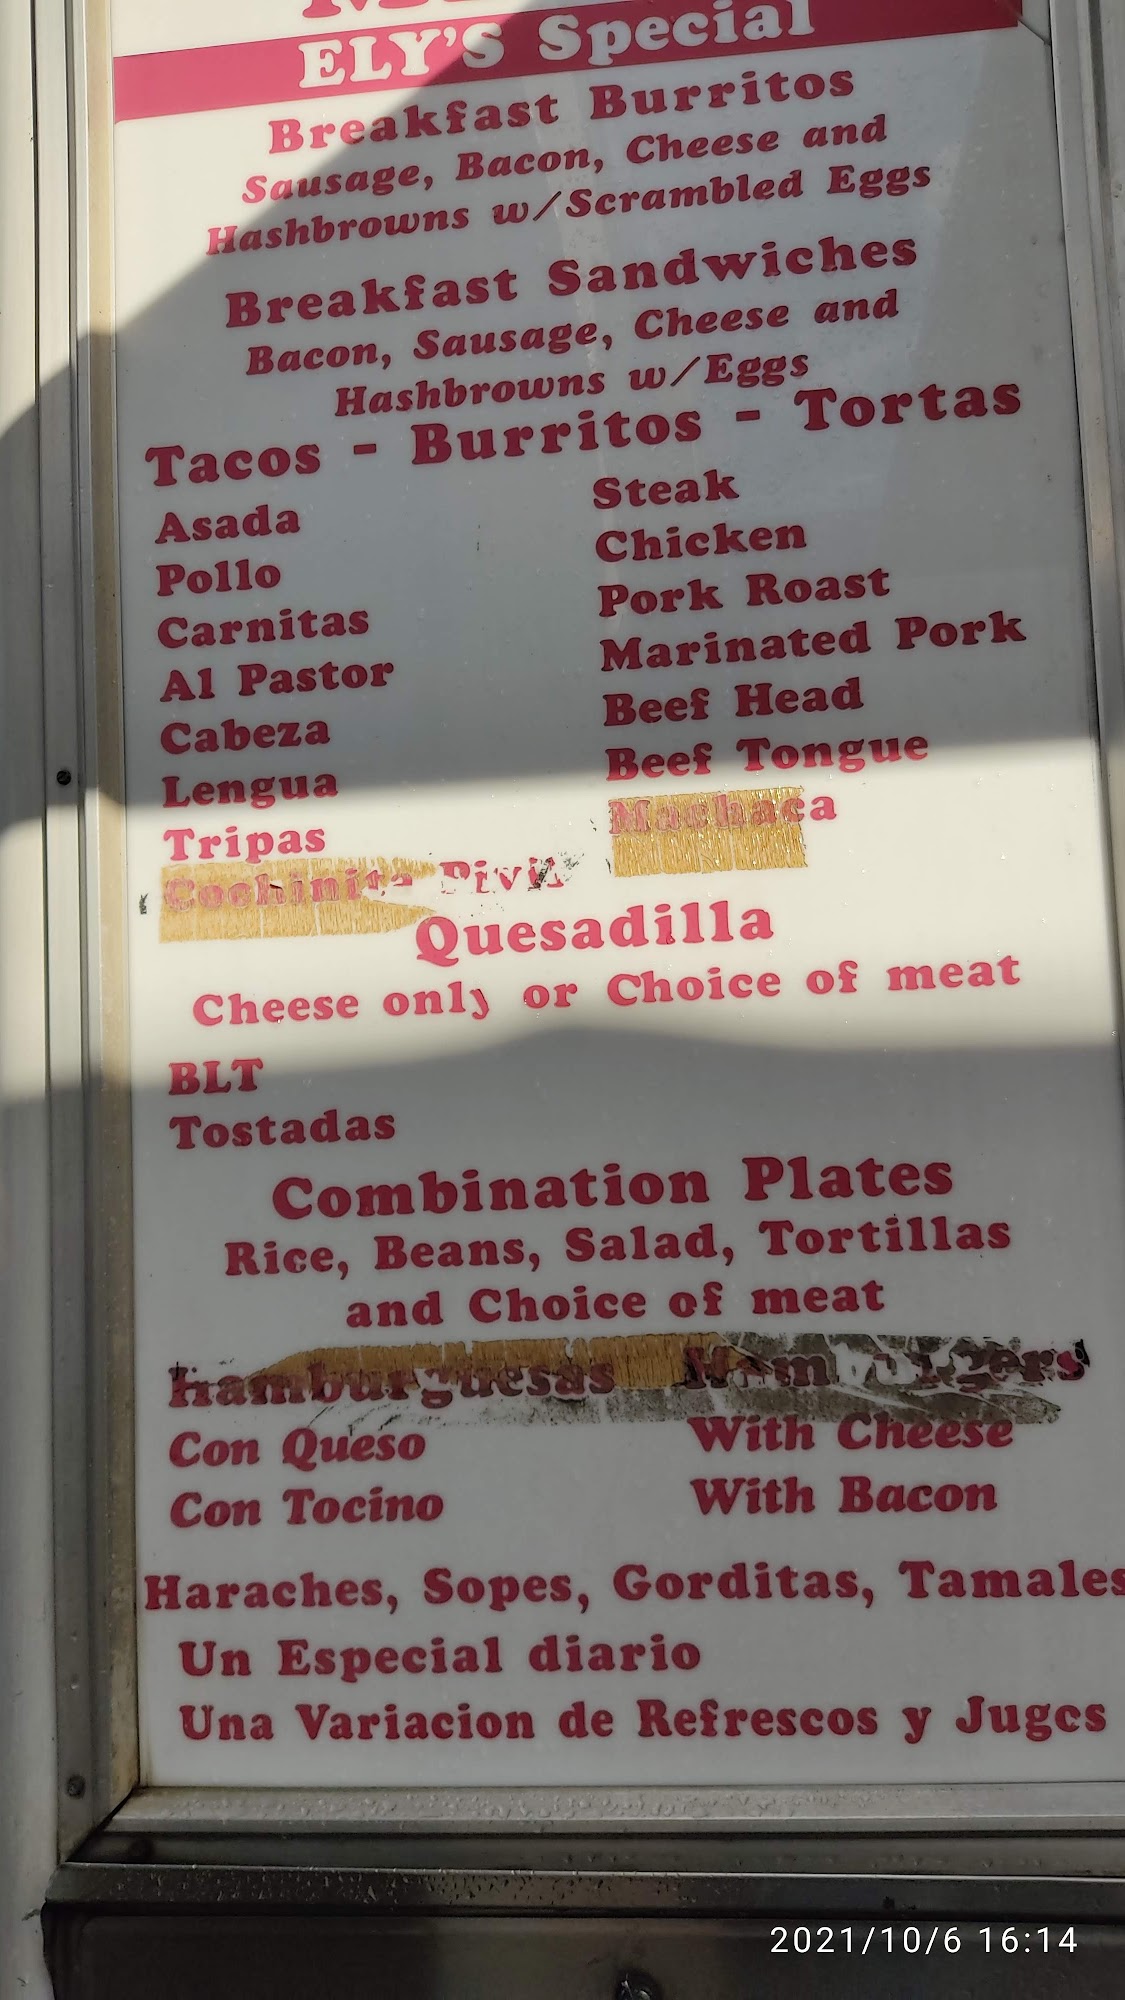 ELY'S Special
Breakfast Burritos
Sausage, Bacon, Cheese and
Hashbrowns w/Scrambled Eggs
Breakfast Sandwiches
Bacon, Sausage, Cheese and
Hashbrowns w/Eggs
Tacos - Burritos - Tortas
Asada Steak
Pollo Chicken
Carnitas Pork Roast
Al Pastor Marinated Pork
Cabeza Beef Head
Lengua Beef Tongue
Tripas Machaca
Cochinita Pivil
Quesadilla
Cheese only or Choice of meat
BLT
Tostadas
Combination Plates
Rice, Beans, Salad, Tortillas
and Choice of meat
Hamburguesas Hamburgers
Con Queso With Cheese
Con Tocino With Bacon
Haraches, Sopes, Gorditas, Tamales
Un Especial diario
Una Variacion de Refrescos y Jugos
2021/10/6 16:14